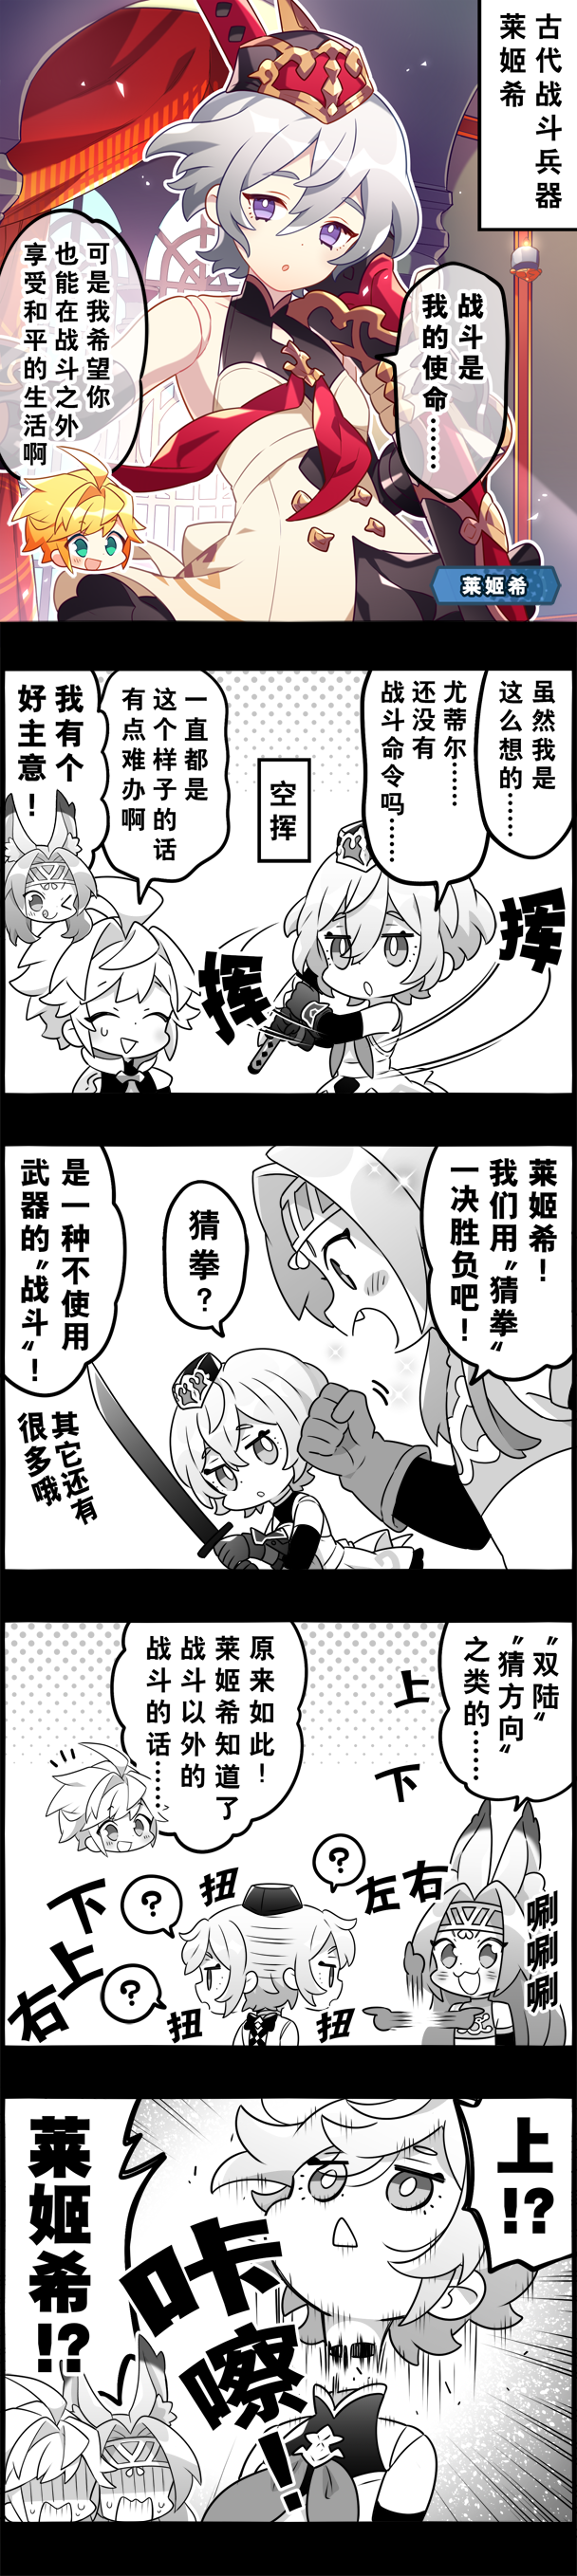 古代战斗兵器
莱姬希
战斗是
我的使命……
可是我希望你
也能在战斗之外
享受和平的生活啊
莱姬希
虽然我是
这么想的……
尤蒂尔……
还没有
战斗命令吗……
空挥
挥
挥
一直都是
这个样子的话
有点难办啊
我有个
好主意！
莱姬希！
我们用“猜拳”
一决胜负吧！
猜拳？
是一种不使用
武器的“战斗”！
其它还有
很多哦
“双陆”
“猜方向”
之类的……
上
下
左
右
唰唰唰
原来如此！
莱姬希知道了
战斗以外的
战斗的话……
？
？
？
扭
扭
扭
下
上
右
上!?
咔嚓！
莱姬希!?